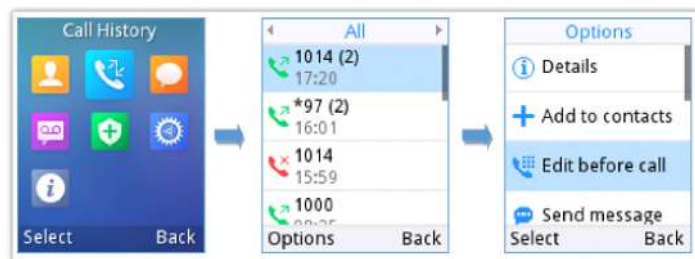 Call History
Select Back
All
1014 (2)
17:20
*97 (2)
16:01
1014
15:59
1000
Options Back
Options
Details
Add to contacts
Edit before call
Send message
Select Back